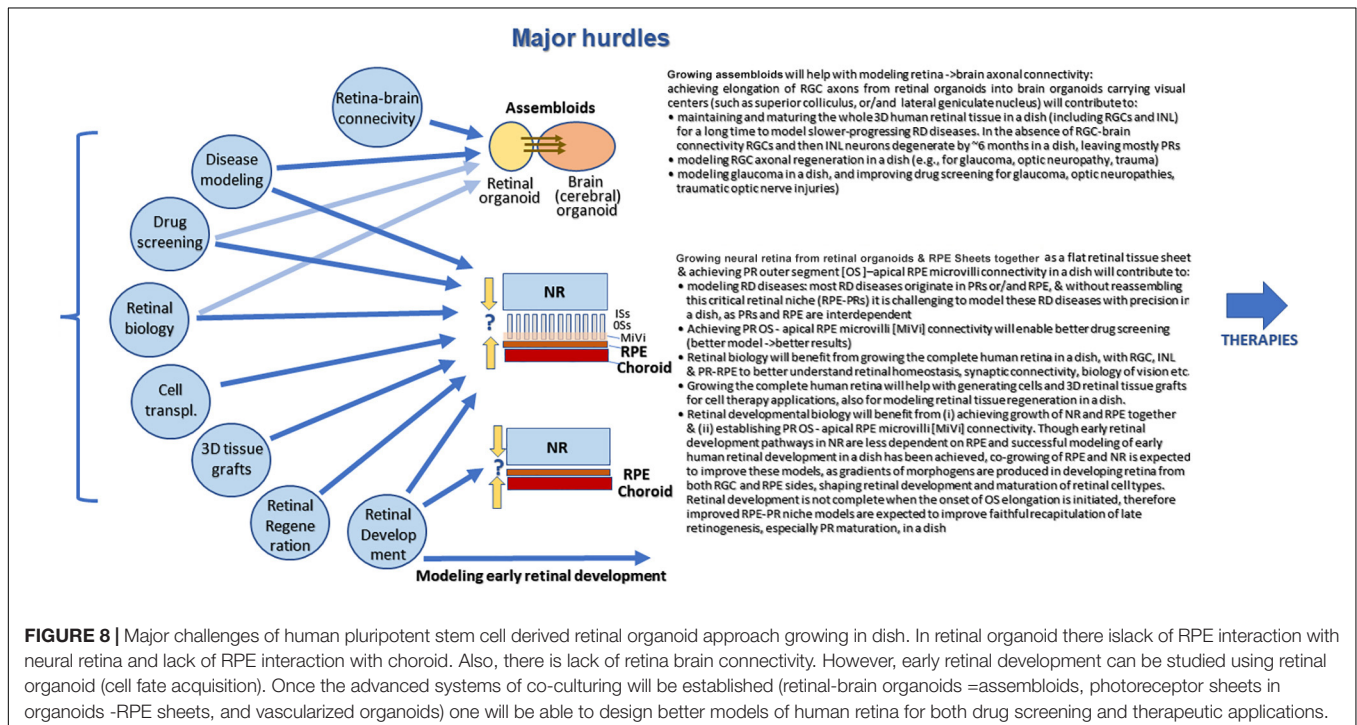 Major hurdles
Retina-brain
connecivity
Disease
modeling
Drug
screening
Retinal
biology
Cell
transpl.
3D tissue
grafts
Retinal
Regene
ration
Retinal
Develop
ment
Assembloids
Retinal
organoid
Brain
(cerebral)
organoid
NR
?
ISs
OSs
MiVi
RPE
Choroid
NR
?
RPE
Choroid
Modeling early retinal development
Growing assembloids will help with modeling retina ->brain axonal connectivity:
achieving elongation of RGC axons from retinal organoids into brain organoids carrying visual
centers (such as superior colliculus, or/and lateral geniculate nucleus) will contribute to:
• maintaining and maturing the whole 3D human retinal tissue in a dish (including RGCs and INL)
for a long time to model slower-progressing RD diseases. In the absence of RGC-brain
connectivity RGCs and then INL neurons degenerate by ~6 months in a dish, leaving mostly PRs
• modeling RGC axonal regeneration in a dish (e.g., for glaucoma, optic neuropathy, trauma)
• modeling glaucoma in a dish, and improving drug screening for glaucoma, optic neuropathies,
traumatic optic nerve injuries)
Growing neural retina from retinal organoids & RPE Sheets together as a flat retinal tissue sheet
& achieving PR outer segment [OS]–apical RPE microvilli connectivity in a dish will contribute to:
• modeling RD diseases: most RD diseases originate in PRs or/and RPE, & without reassembling
this critical retinal niche (RPE-PRs) it is challenging to model these RD diseases with precision in
a dish, as PRs and RPE are interdependent
• Achieving PR OS - apical RPE microvilli [MiVi] connectivity will enable better drug screening
(better model ->better results)
• Retinal biology will benefit from growing the complete human retina in a dish, with RGC, INL
& PR-RPE to better understand retinal homeostasis, synaptic connectivity, biology of vision etc.
• Growing the complete human retina will help with generating cells and 3D retinal tissue grafts
for cell therapy applications, also for modeling retinal tissue regeneration in a dish.
• Retinal developmental biology will benefit from (i) achieving growth of NR and RPE together
& (ii) establishing PR OS - apical RPE microvilli [MiVi] connectivity. Though early retinal
development pathways in NR are less dependent on RPE and successful modeling of early
human retinal development in a dish has been achieved, co-growing of RPE and NR is expected
to improve these models, as gradients of morphogens are produced in developing retina from
both RGC and RPE sides, shaping retinal development and maturation of retinal cell types.
Retinal development is not complete when the onset of OS elongation is initiated, therefore
improved RPE-PR niche models are expected to improve faithful recapitulation of late
retinogenesis, especially PR maturation, in a dish
THERAPIES
FIGURE 8 | Major challenges of human pluripotent stem cell derived retinal organoid approach growing in dish. In retinal organoid there islack of RPE interaction with
neural retina and lack of RPE interaction with choroid. Also, there is lack of retina brain connectivity. However, early retinal development can be studied using retinal
organoid (cell fate acquisition). Once the advanced systems of co-culturing will be established (retinal-brain organoids =assembloids, photoreceptor sheets in
organoids -RPE sheets, and vascularized organoids) one will be able to design better models of human retina for both drug screening and therapeutic applications.